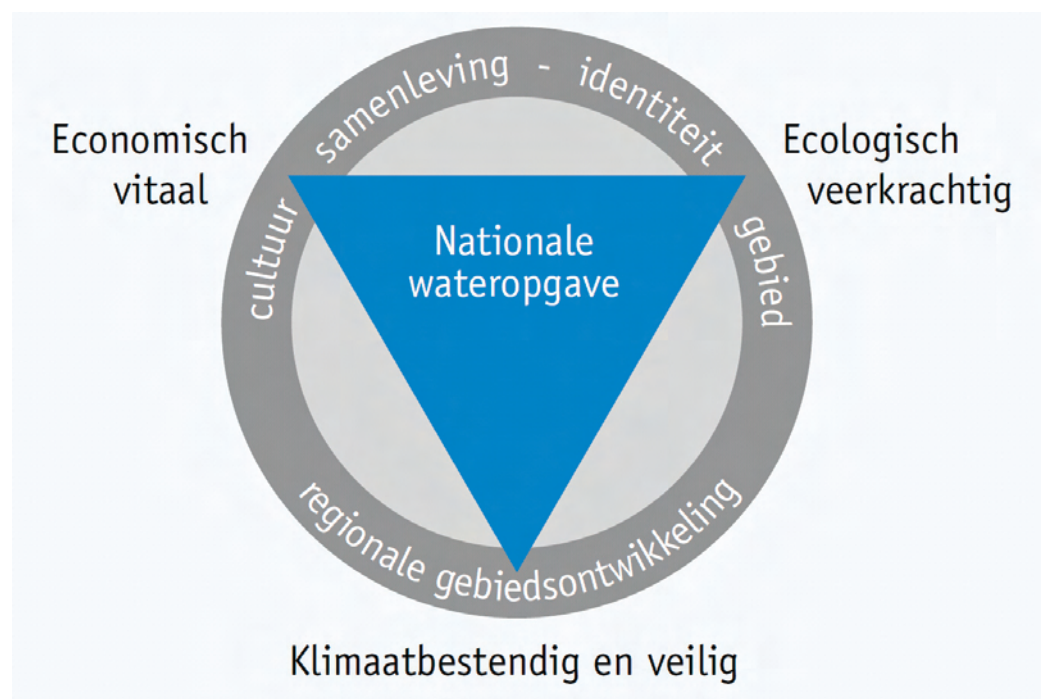 cultuur samenleving - identiteit gebied
Economisch
vitaal
Ecologisch
veerkrachtig
Nationale
wateropgave
regionale gebiedsontwikkeling
Klimaatbestendig en veilig